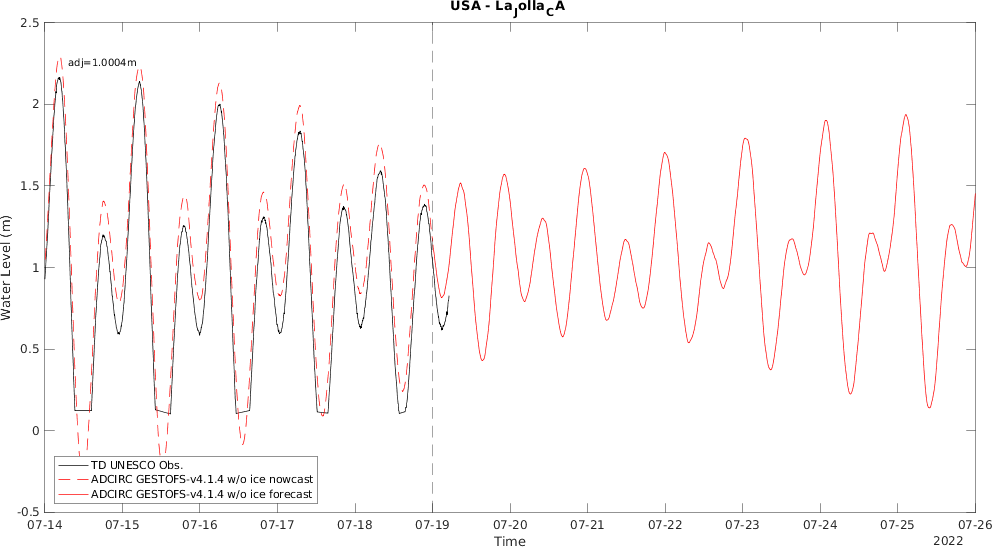 USA - LaJollaCA
adj=1.0004m
2.5
2
1.5
1
0.5
0
-0.5
Water Level (m)
TD UNESCO Obs.
ADCIRC GESTOFS-v4.1.4 w/o ice nowcast
ADCIRC GESTOFS-v4.1.4 w/o ice forecast
07-14 07-15 07-16 07-17 07-18 07-19 07-20 07-21 07-22 07-23 07-24 07-25 07-26
Time
2022